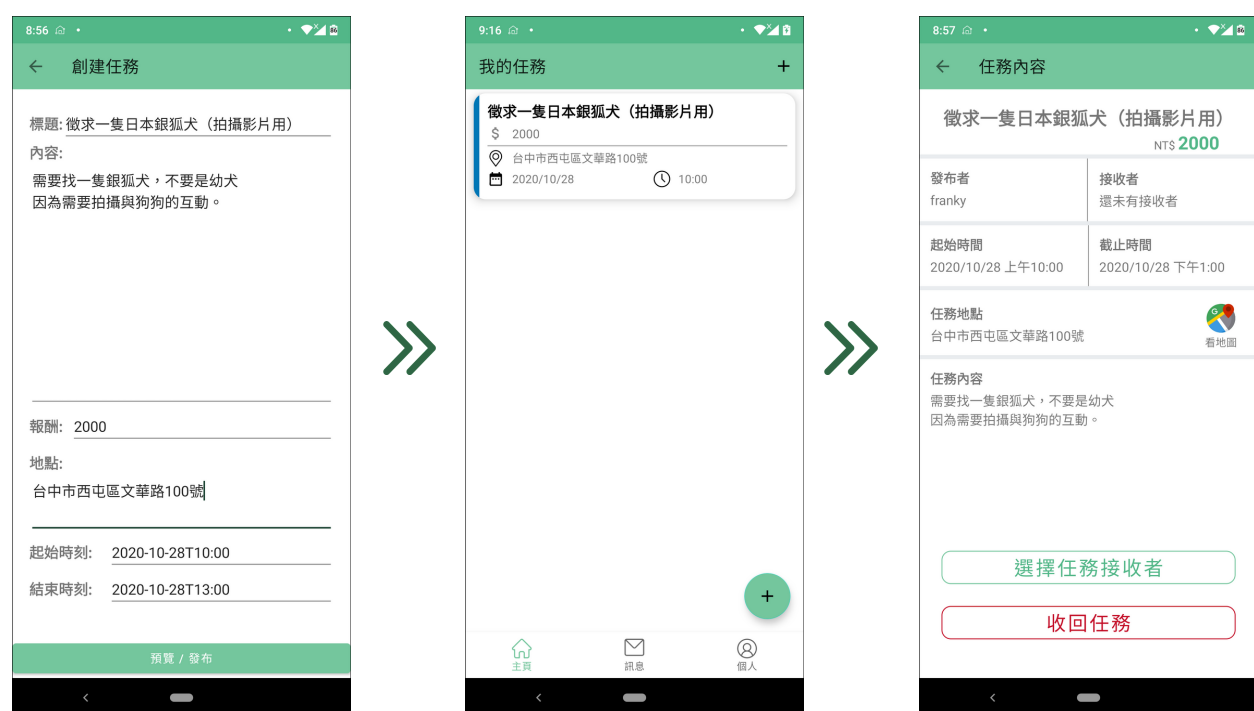 8:56
創建任務
標題: 徵求一隻日本銀狐犬（拍攝影片用）
內容:
需要找一隻銀狐犬，不要是幼犬
因為需要拍攝與狗狗的互動。
報酬: 2000
地點:
台中市西屯區文華路100號
起始時刻: 2020-10-28T10:00
結束時刻: 2020-10-28T13:00
預覽 / 發布
9:16
我的任務 +
徵求一隻日本銀狐犬（拍攝影片用）
$ 2000
台中市西屯區文華路100號
2020/10/28 10:00
+
主頁 訊息 個人
8:57
任務內容
徵求一隻日本銀狐犬（拍攝影片用）
NT$ 2000
發布者 接收者
franky 還未有接收者
起始時間 截止時間
2020/10/28 上午10:00 2020/10/28 下午1:00
任務地點
台中市西屯區文華路100號
看地圖
任務內容
需要找一隻銀狐犬，不要是幼犬
因為需要拍攝與狗狗的互動。
選擇任務接收者
收回任務